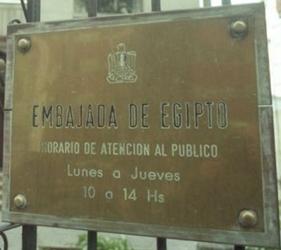 EMBAJADA DE EGIPTO
HORARIO DE ATENCION AL PUBLICO
Lunes a Jueves
10 a 14 Hs